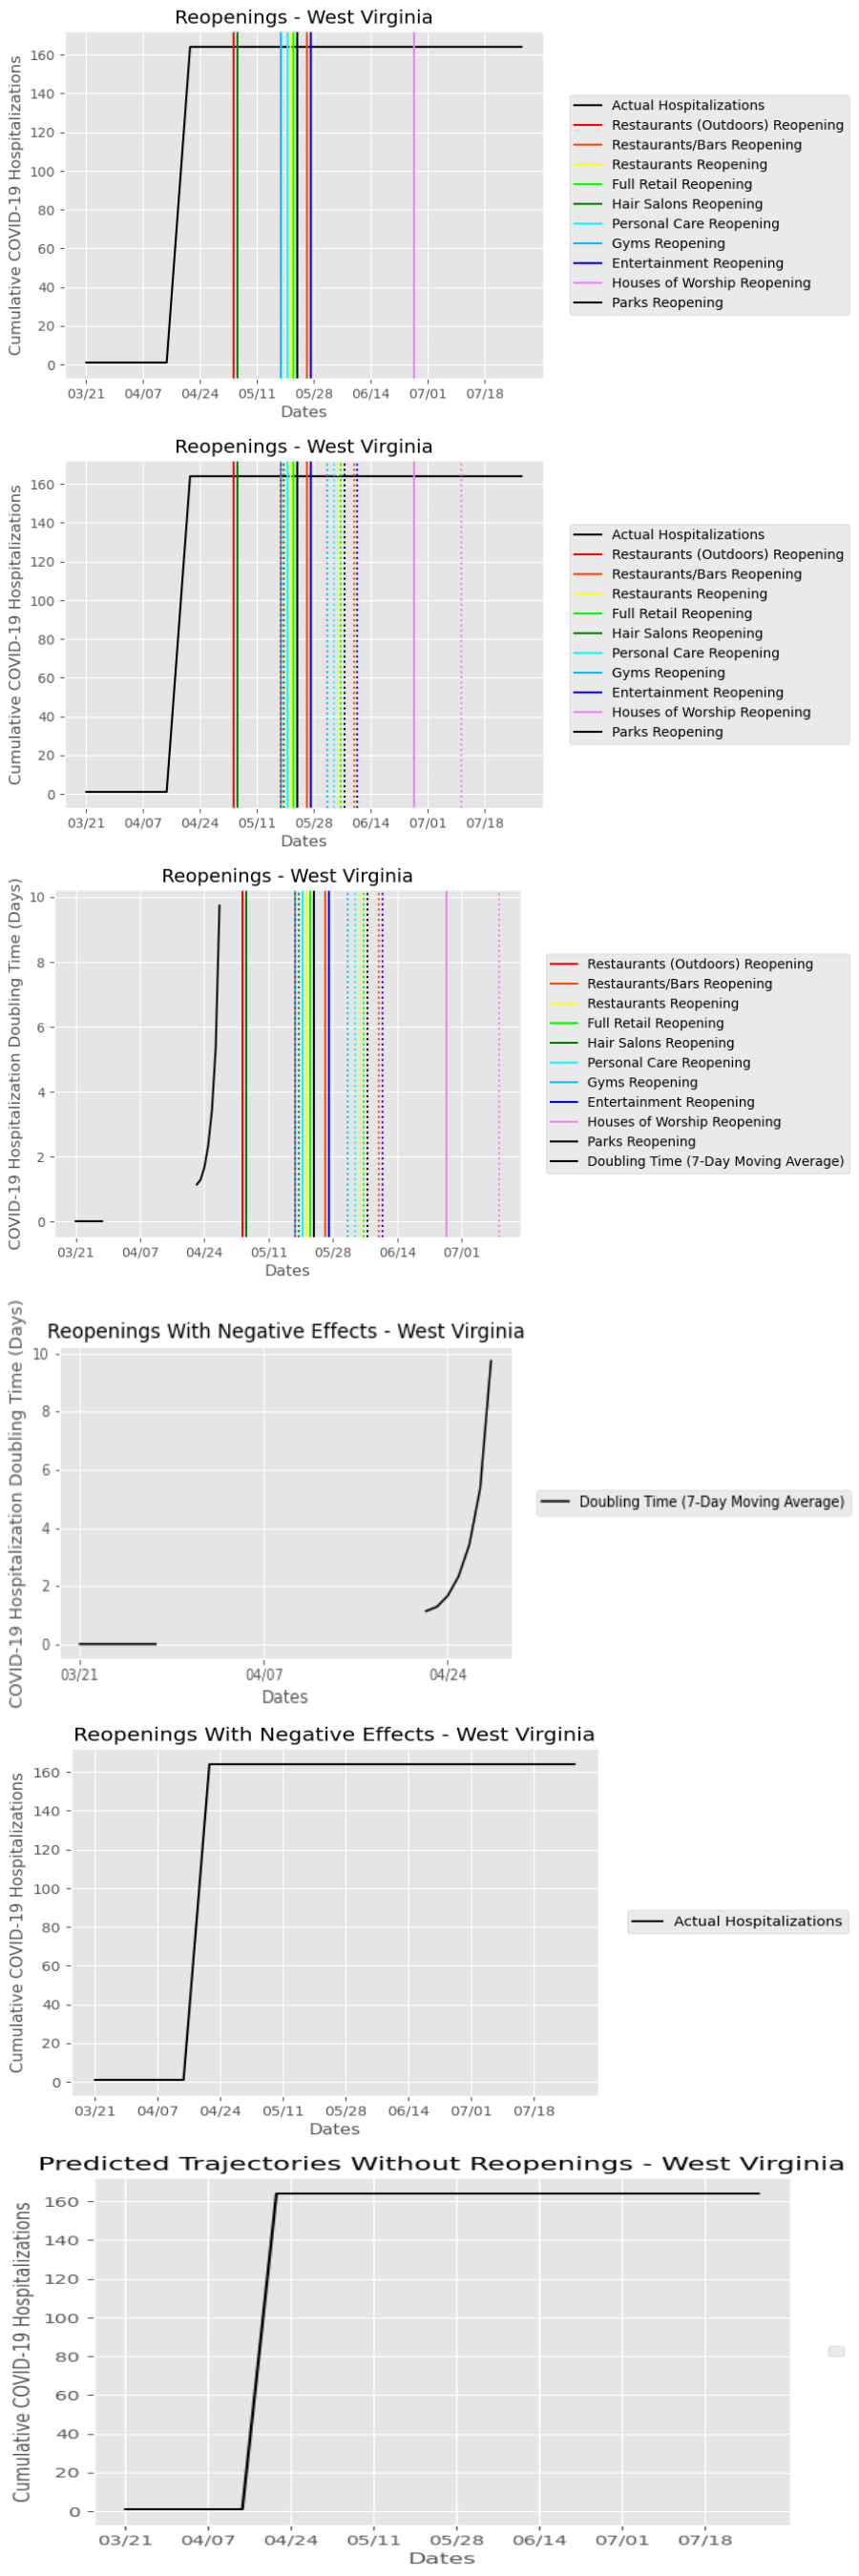 Reopenings - West Virginia
Cumulative COVID-19 Hospitalizations
160
140
120
100
80
60
40
20
0
03/21 04/07 04/24 05/11 05/28 06/14 07/01 07/18
Dates
Actual Hospitalizations
Restaurants (Outdoors) Reopening
Restaurants/Bars Reopening
Restaurants Reopening
Full Retail Reopening
Hair Salons Reopening
Personal Care Reopening
Gyms Reopening
Entertainment Reopening
Houses of Worship Reopening
Parks Reopening
Reopenings - West Virginia
Cumulative COVID-19 Hospitalizations
160
140
120
100
80
60
40
20
0
03/21 04/07 04/24 05/11 05/28 06/14 07/01 07/18
Dates
Actual Hospitalizations
Restaurants (Outdoors) Reopening
Restaurants/Bars Reopening
Restaurants Reopening
Full Retail Reopening
Hair Salons Reopening
Personal Care Reopening
Gyms Reopening
Entertainment Reopening
Houses of Worship Reopening
Parks Reopening
Reopenings - West Virginia
COVID-19 Hospitalization Doubling Time (Days)
10
8
6
4
2
0
03/21 04/07 04/24 05/11 05/28 06/14 07/01
Dates
Restaurants (Outdoors) Reopening
Restaurants/Bars Reopening
Restaurants Reopening
Full Retail Reopening
Hair Salons Reopening
Personal Care Reopening
Gyms Reopening
Entertainment Reopening
Houses of Worship Reopening
Parks Reopening
Doubling Time (7-Day Moving Average)
Reopenings With Negative Effects - West Virginia
COVID-19 Hospitalization Doubling Time (Days)
10
8
6
4
2
0
03/21 04/07 04/24
Dates
Doubling Time (7-Day Moving Average)
Reopenings With Negative Effects - West Virginia
Cumulative COVID-19 Hospitalizations
160
140
120
100
80
60
40
20
0
03/21 04/07 04/24 05/11 05/28 06/14 07/01 07/18
Dates
Actual Hospitalizations
Predicted Trajectories Without Reopenings - West Virginia
Cumulative COVID-19 Hospitalizations
160
140
120
100
80
60
40
20
0
03/21 04/07 04/24 05/11 05/28 06/14 07/01 07/18
Dates